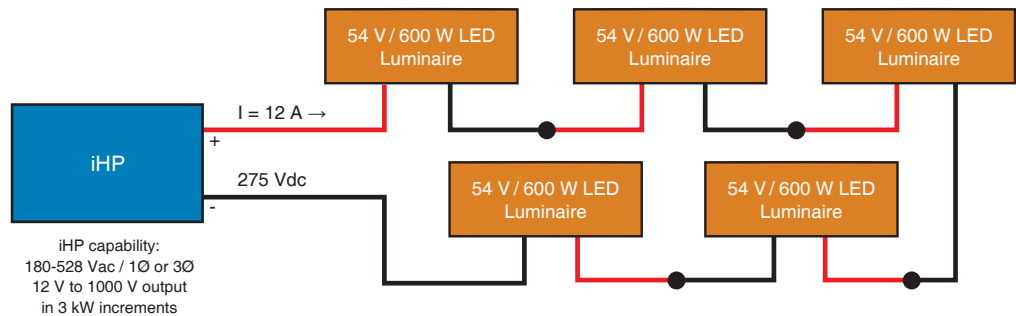 54 V / 600 W LED
Luminaire
54 V / 600 W LED
Luminaire
54 V / 600 W LED
Luminaire
I = 12 A →
+
iHP
275 Vdc
-
54 V / 600 W LED
Luminaire
54 V / 600 W LED
Luminaire
iHP capability:
180-528 Vac / 1Ø or 3Ø
12 V to 1000 V output
in 3 kW increments